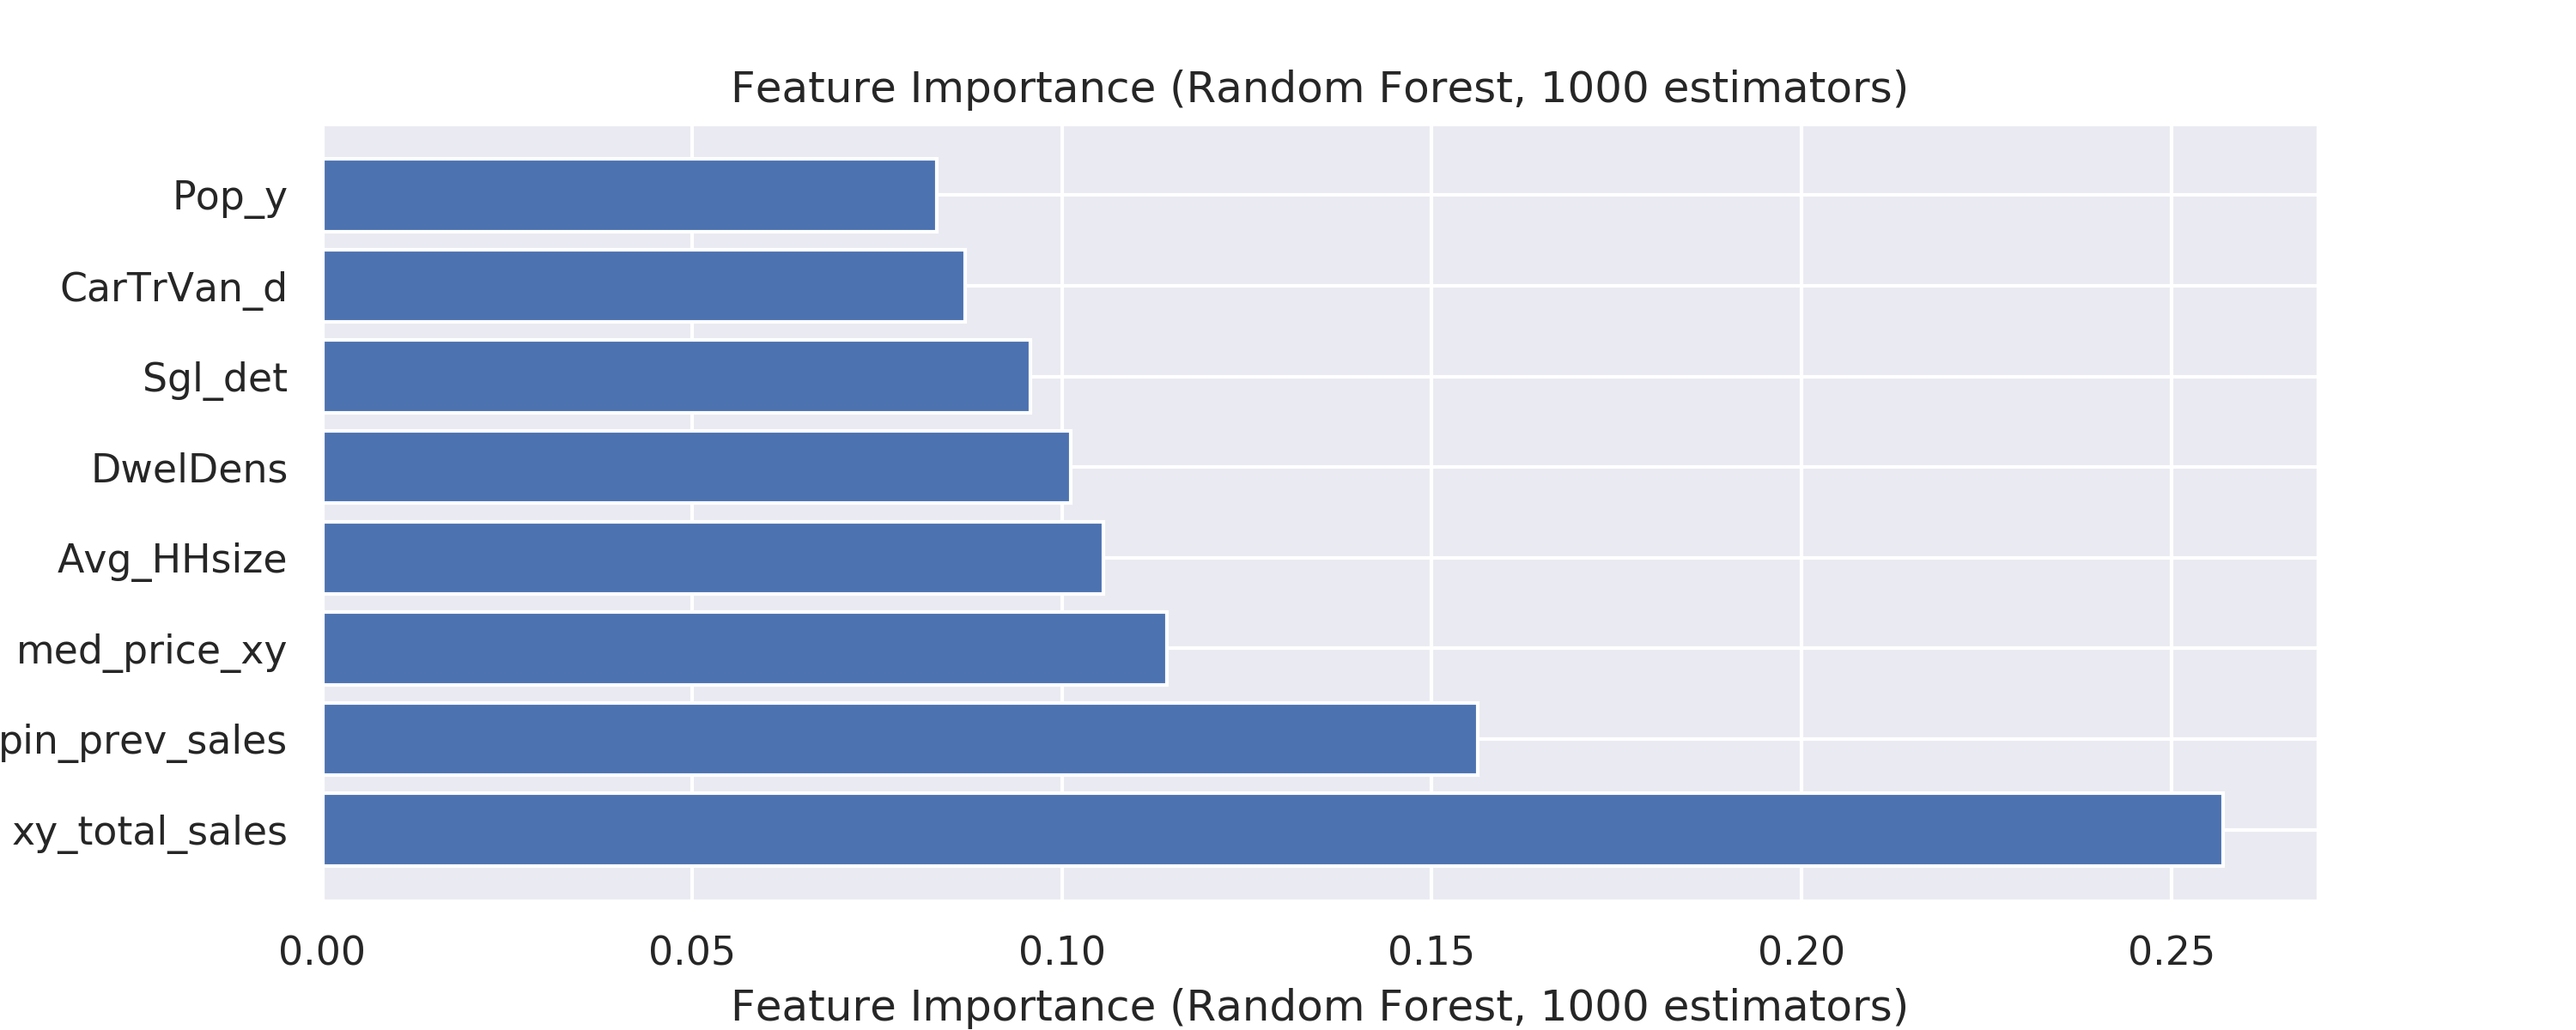 Feature Importance (Random Forest, 1000 estimators)
Pop_y
CarTrVan_d
Sgl_det
DwelDens
Avg_HHsize
med_price_xy
pin_prev_sales
xy_total_sales
0.00 0.05 0.10 0.15 0.20 0.25
Feature Importance (Random Forest, 1000 estimators)